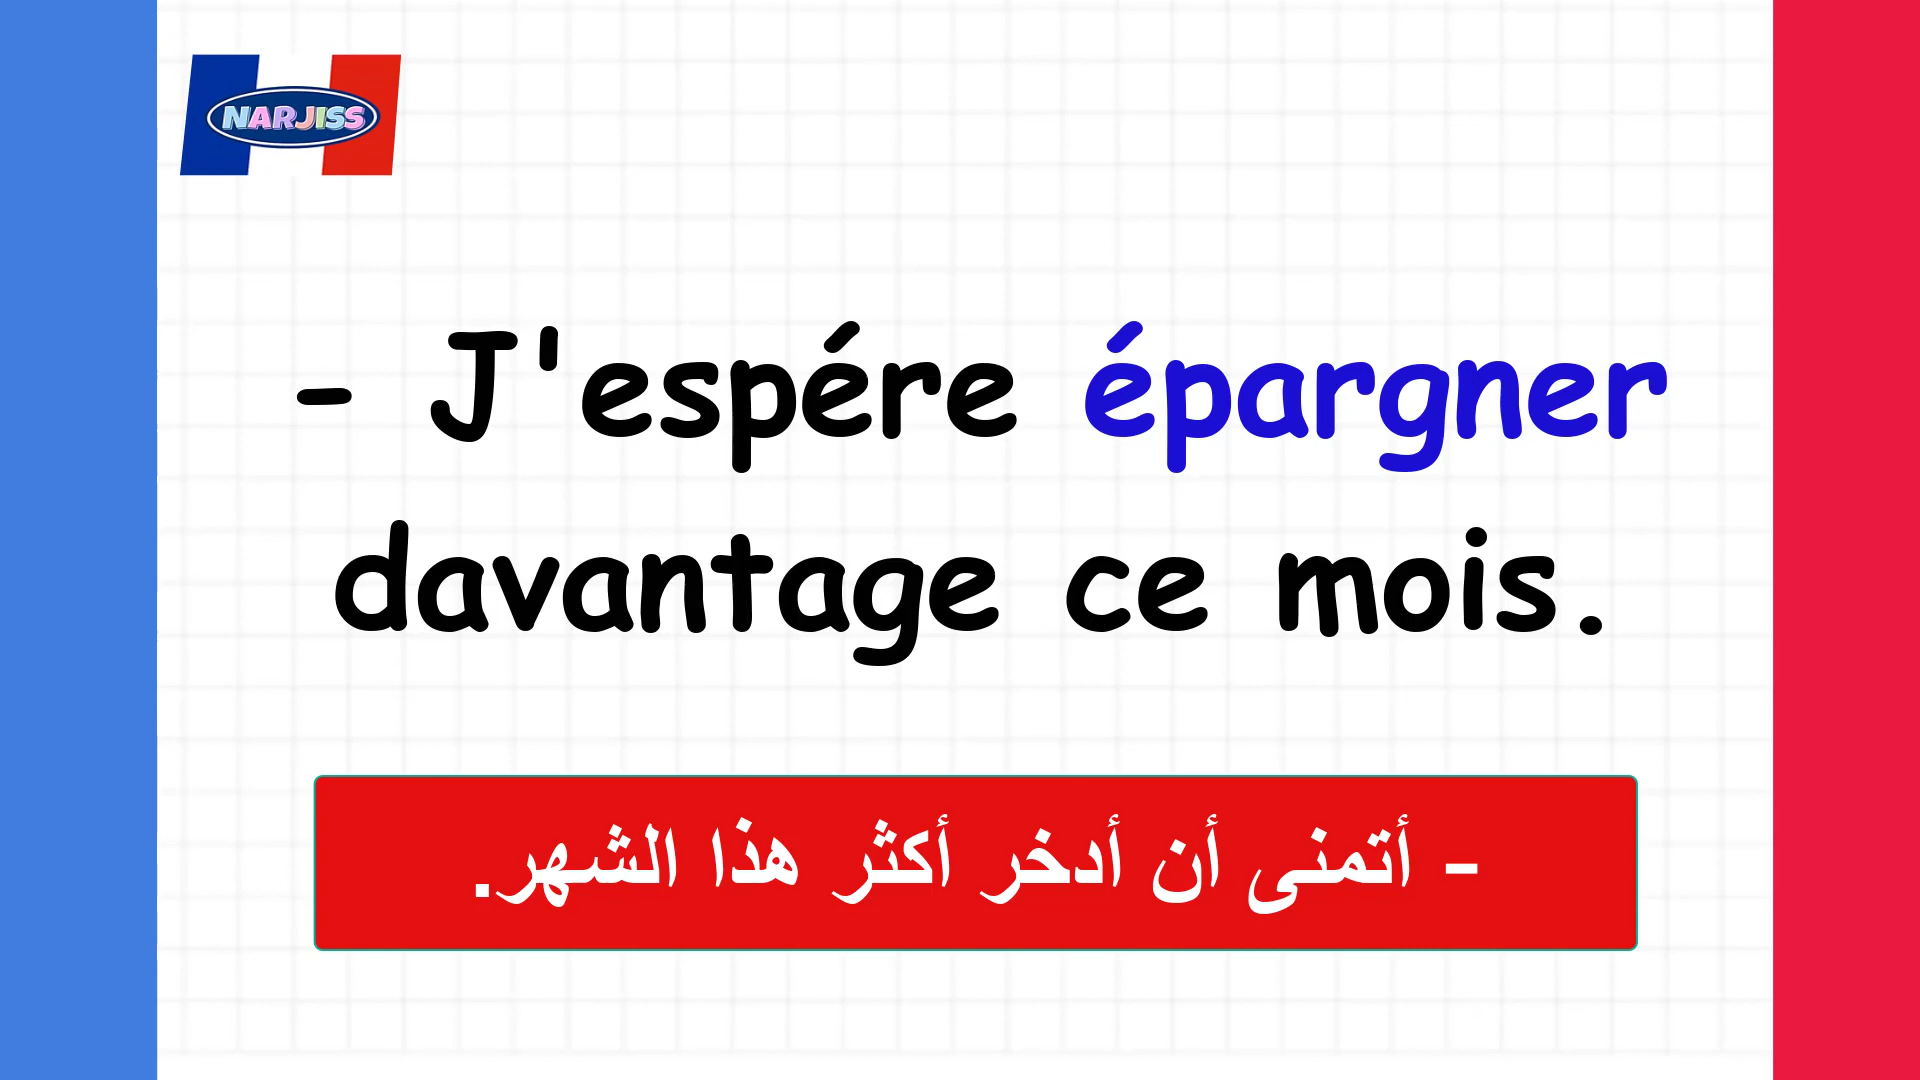 NARJISS
- J'espére épargner
davantage ce mois.
- أتمنى أن أدخر أكثر هذا الشهر.